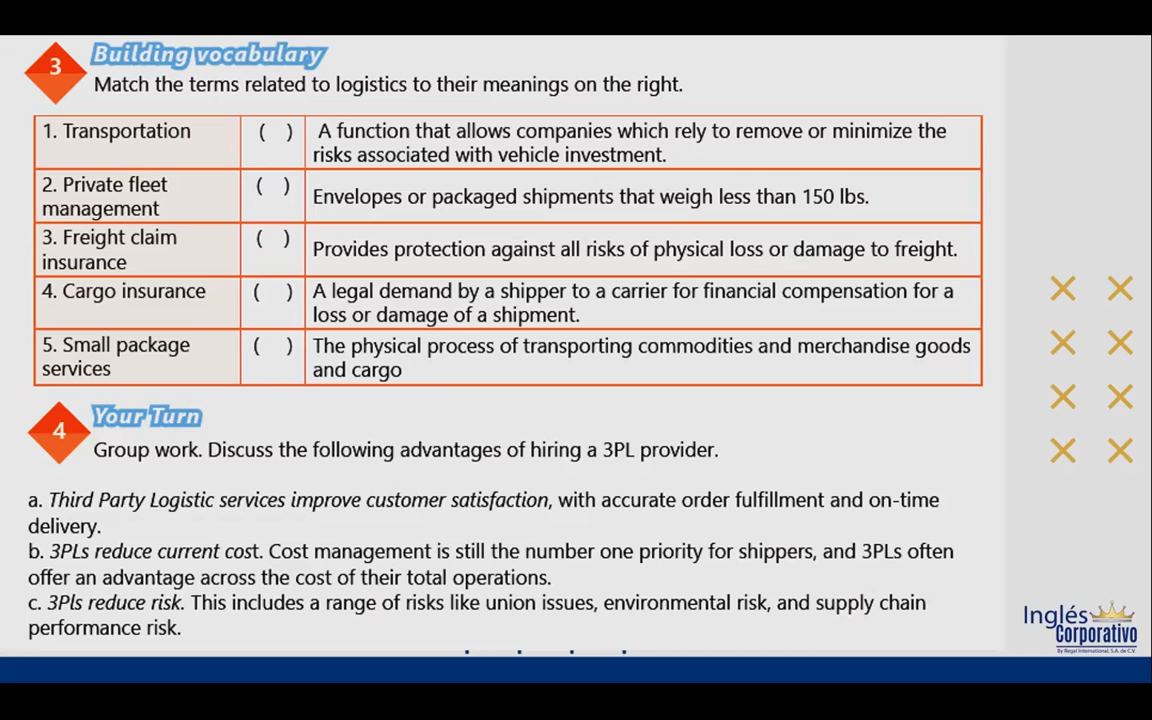 3
Building vocabulary
Match the terms related to logistics to their meanings on the right.
1. Transportation ( ) A function that allows companies which rely to remove or minimize the
risks associated with vehicle investment.
2. Private fleet
management ( ) Envelopes or packaged shipments that weigh less than 150 lbs.
3. Freight claim
insurance ( ) Provides protection against all risks of physical loss or damage to freight.
4. Cargo insurance ( ) A legal demand by a shipper to a carrier for financial compensation for a
loss or damage of a shipment.
5. Small package
services ( ) The physical process of transporting commodities and merchandise goods
and cargo
4
Your Turn
Group work. Discuss the following advantages of hiring a 3PL provider.
a. Third Party Logistic services improve customer satisfaction, with accurate order fulfillment and on-time
delivery.
b. 3PLs reduce current cost. Cost management is still the number one priority for shippers, and 3PLs often
offer an advantage across the cost of their total operations.
c. 3Pls reduce risk. This includes a range of risks like union issues, environmental risk, and supply chain
performance risk.
Inglés
Corporativo
By Regal International, S.A. de C.V.